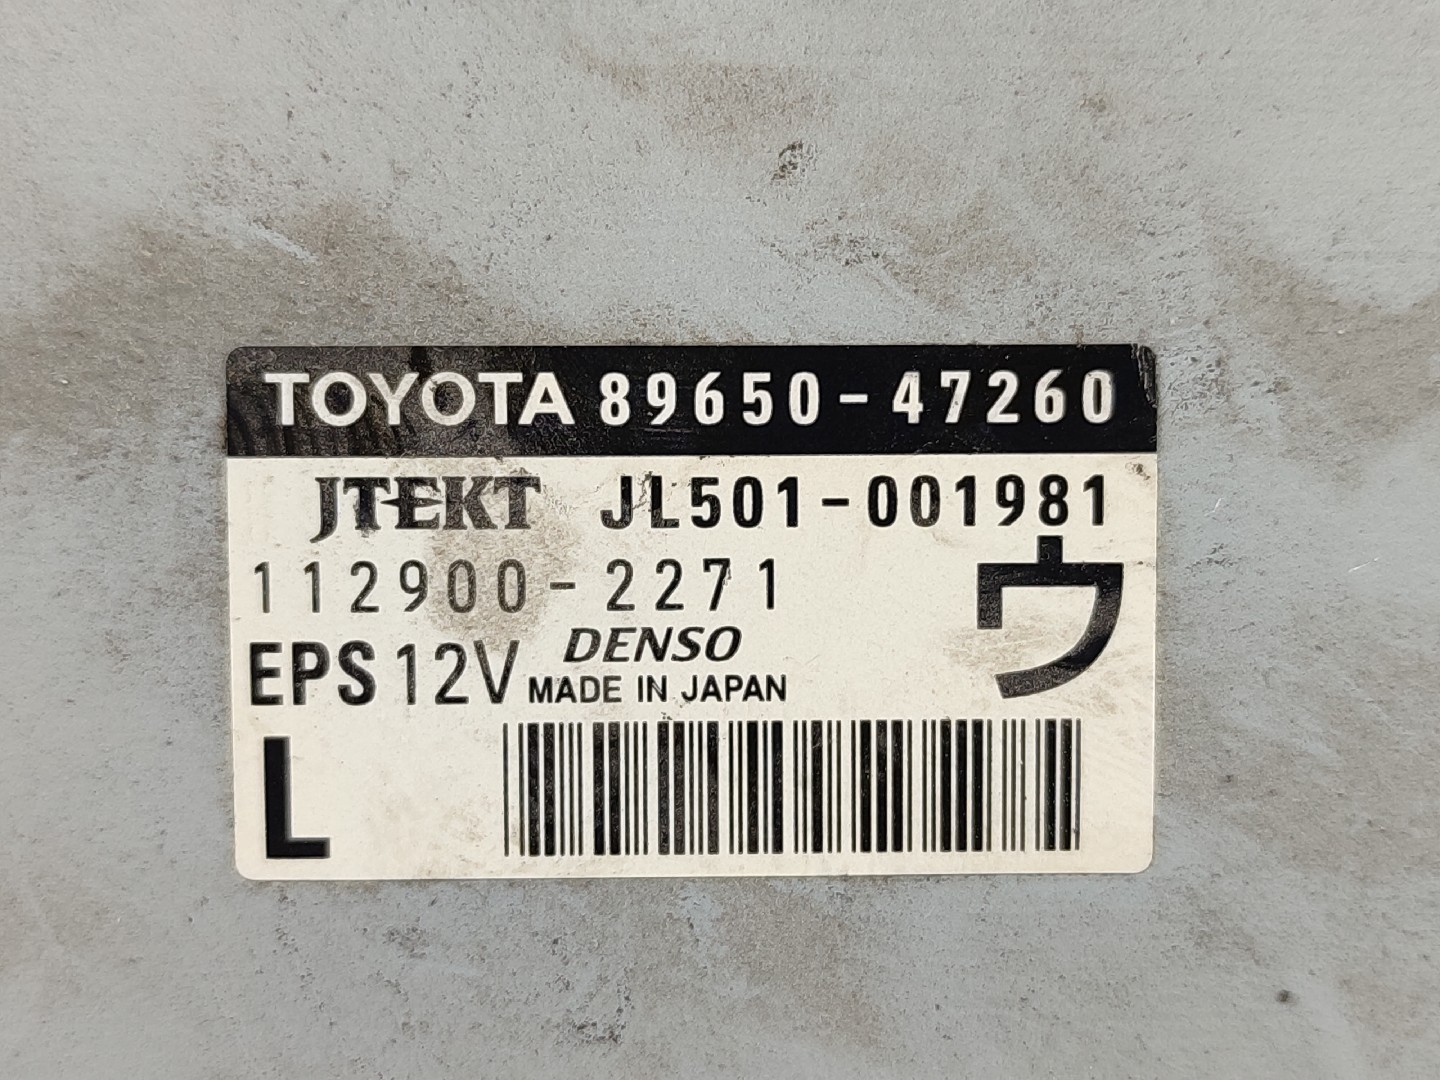 TOYOTA 89650-47260
JTEKT JL501-001981
112900-2271
ウ
EPS 12V DENSO
MADE IN JAPAN
L